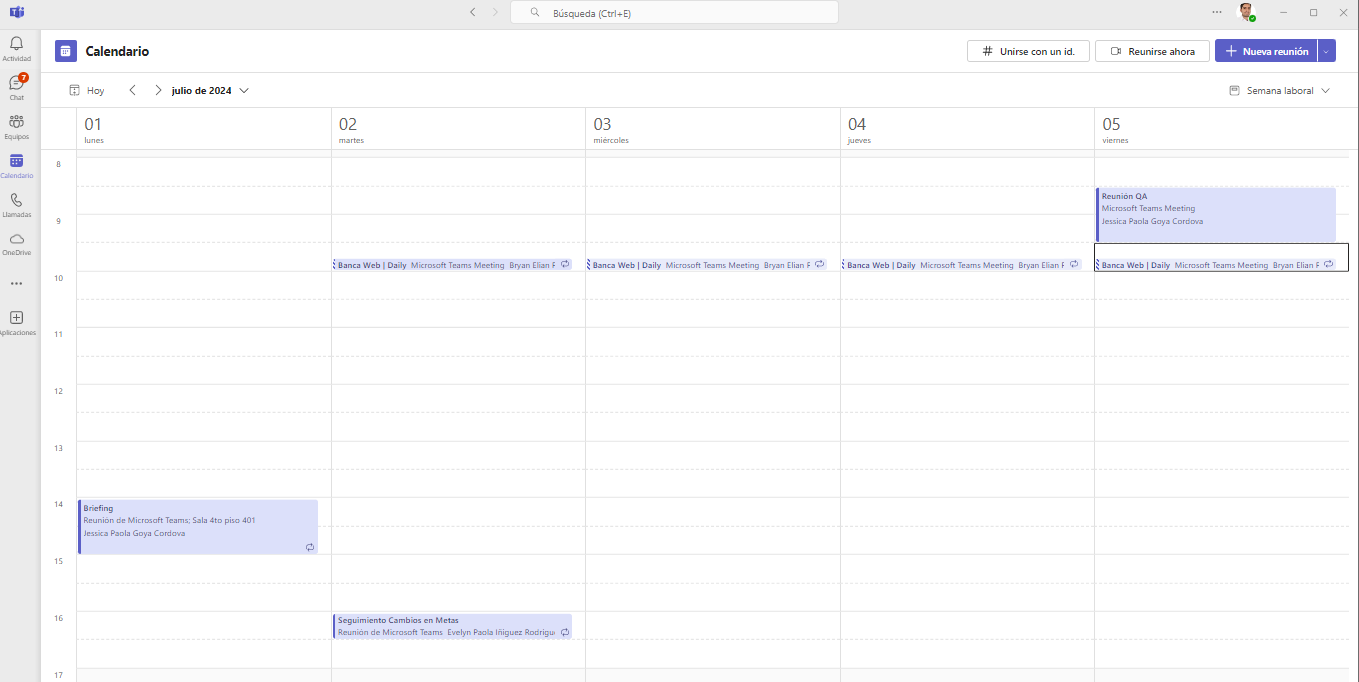 Búsqueda (Ctrl+E)
Actividad
7
Chat
Equipos
Calendario
Llamadas
OneDrive
Aplicaciones
Calendario
# Unirse con un id.
Reunirse ahora
Nueva reunión
Hoy
julio de 2024
Semana laboral
01
lunes
02
martes
03
miércoles
04
jueves
05
viernes
8
9
10
11
12
13
14
15
16
17
Reunión QA
Microsoft Teams Meeting
Jessica Paola Goya Cordova
Banca Web | Daily Microsoft Teams Meeting Bryan Elian
Banca Web | Daily Microsoft Teams Meeting Bryan Elian
Banca Web | Daily Microsoft Teams Meeting Bryan Elian
Banca Web | Daily Microsoft Teams Meeting Bryan Elian
Briefing
Reunión de Microsoft Teams; Sala 4to piso 401
Jessica Paola Goya Cordova
Seguimiento Cambios en Metas
Reunión de Microsoft Teams Evelyn Paola Iñiguez Rodrigu